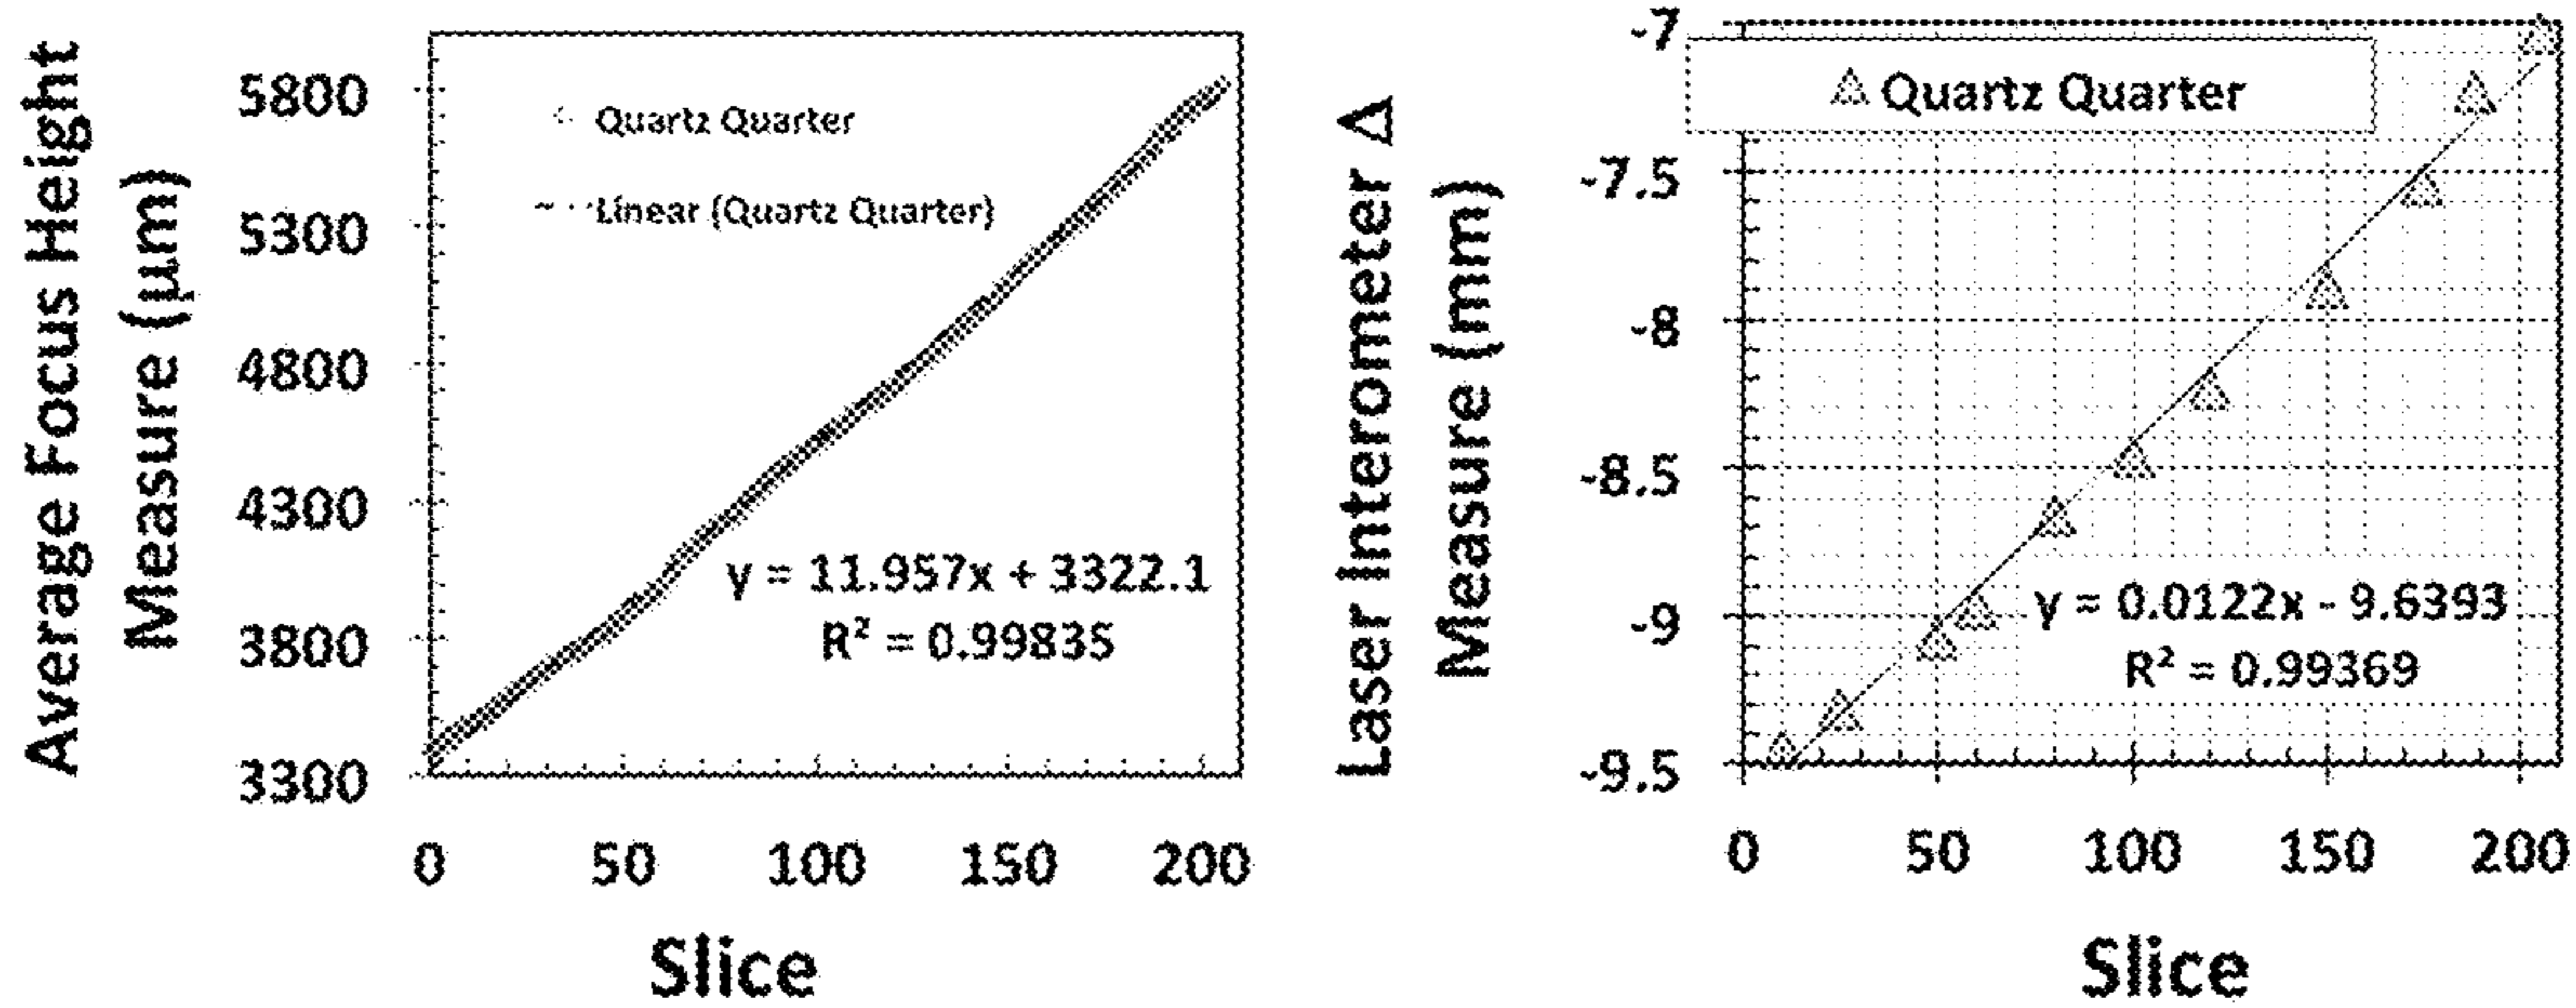 Average Focus Height
Measure (μm)
5800
5300
4800
4300
3800
3300
Quartz Quarter
Linear (Quartz Quarter)
y = 11.957x + 3322.1
R² = 0.99835
0 50 100 150 200
Slice
Laser Interometer Δ
Measure (mm)
-7
-7.5
-8
-8.5
-9
-9.5
Quartz Quarter
y = 0.0122x - 9.6393
R² = 0.99369
0 50 100 150 200
Slice